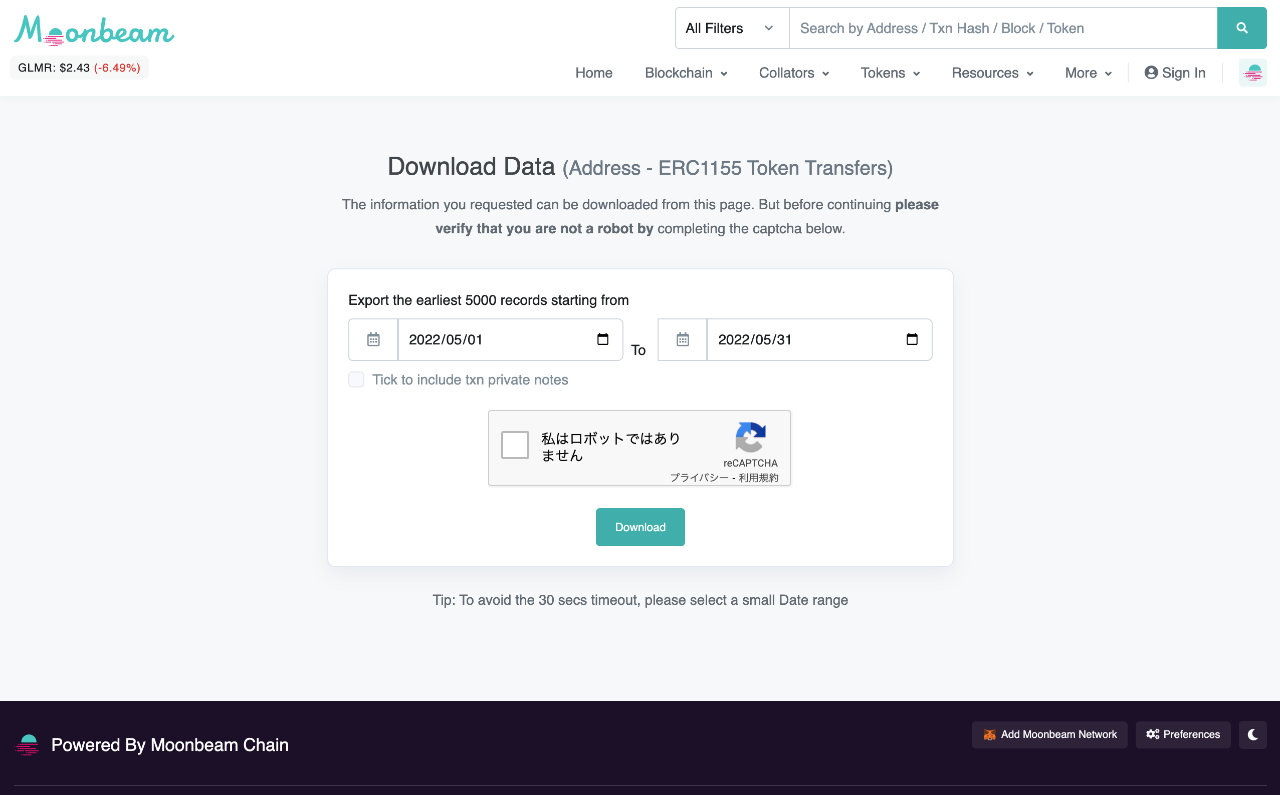 Moonbeam
All Filters
Search by Address / Txn Hash / Block / Token
GLMR: $2.43 (-6.49%)
Home
Blockchain
Collators
Tokens
Resources
More
Sign In
Download Data (Address - ERC1155 Token Transfers)
The information you requested can be downloaded from this page. But before continuing please
verify that you are not a robot by completing the captcha below.
Export the earliest 5000 records starting from
2022/05/01
To
2022/05/31
Tick to include txn private notes
私はロボットではあり
ません
reCAPTCHA
プライバシー - 利用規約
Download
Tip: To avoid the 30 secs timeout, please select a small Date range
Powered By Moonbeam Chain
Add Moonbeam Network
Preferences